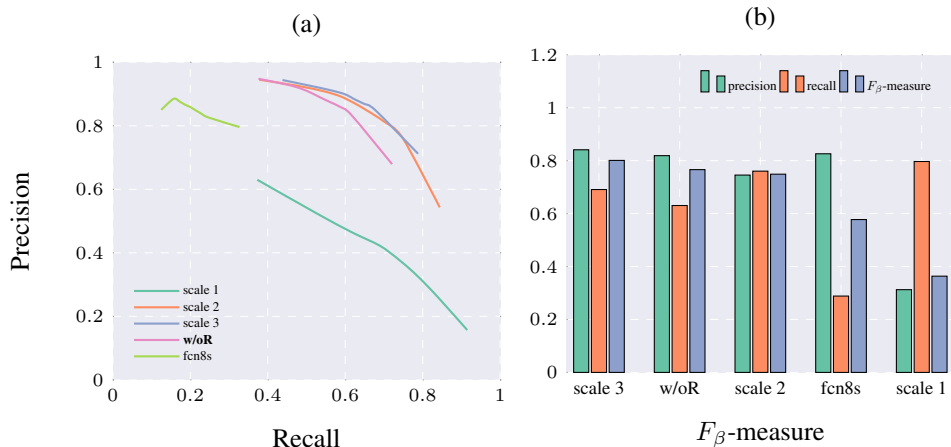 (a)
1
0.8
0.6
0.4
0.2
0
Precision
scale 1
scale 2
scale 3
w/oR
fcn8s
0 0.2 0.4 0.6 0.8 1
Recall
(b)
1.2
1
0.8
0.6
0.4
0.2
0
precision recall Fβ-measure
scale 3 w/oR scale 2 fcn8s scale 1
Fβ-measure